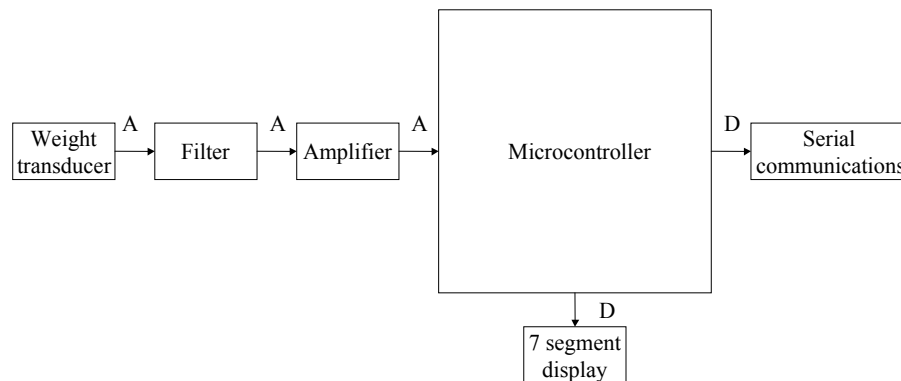 A
A
A
D
Weight
transducer
Filter
Amplifier
Microcontroller
Serial
communications
D
7 segment
display